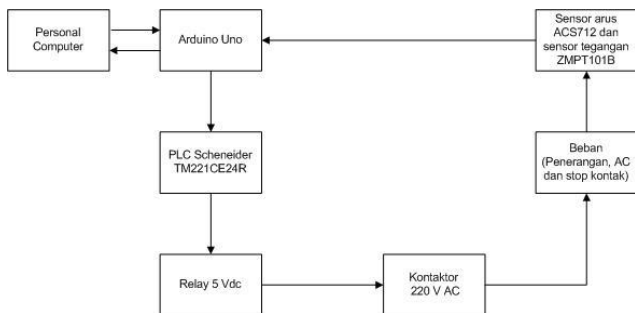 Personal
Computer
Arduino Uno
Sensor arus
ACS712 dan
sensor tegangan
ZMPT101B
PLC Scheneider
TM221CE24R
Beban
(Penerangan, AC
dan stop kontak)
Relay 5 Vdc
Kontaktor
220 V AC